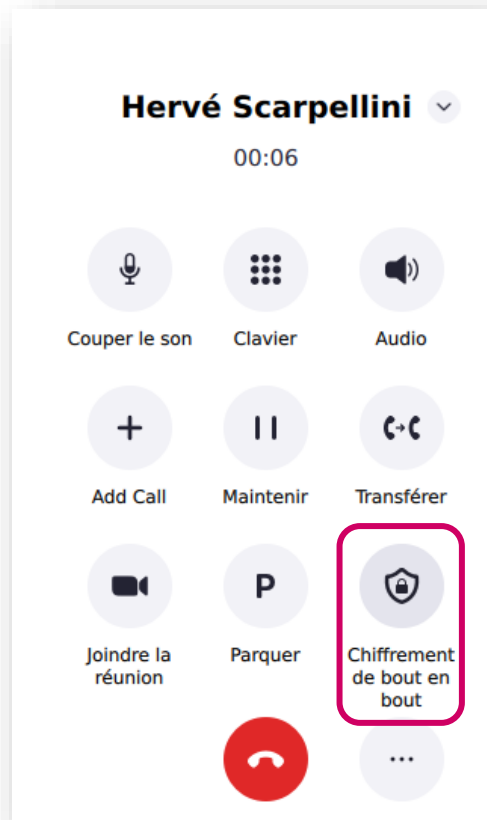 Hervé Scarpellini
00:06
Couper le son
Clavier
Audio
Add Call
Maintenir
Transférer
P
Joindre la
réunion
Parquer
Chiffrement
de bout en
bout